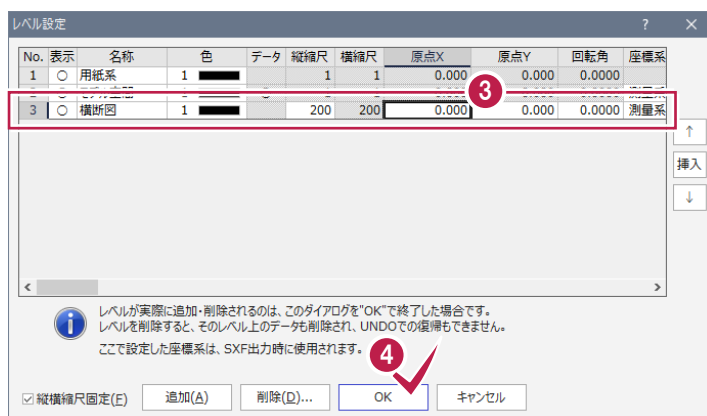 レベル設定 ? ×
No. 表示 名称 色 データ 縦縮尺 横縮尺 原点X 原点Y 回転角 座標系
1 ○ 用紙系 1 1 1 0.000 0.000 0.0000
3 ○ 横断図 1 200 200 0.000 0.000 0.0000 測量系
3
↑
挿入
↓
< >
レベルが実際に追加・削除されるのは、このダイアログを"OK"で終了した場合です。
レベルを削除すると、そのレベル上のデータも削除され、UNDOでの復帰もできません。
ここで設定した座標系は、SXF出力時に使用されます。
4
縦横縮尺固定(F) 追加(A) 削除(D)... OK キャンセル